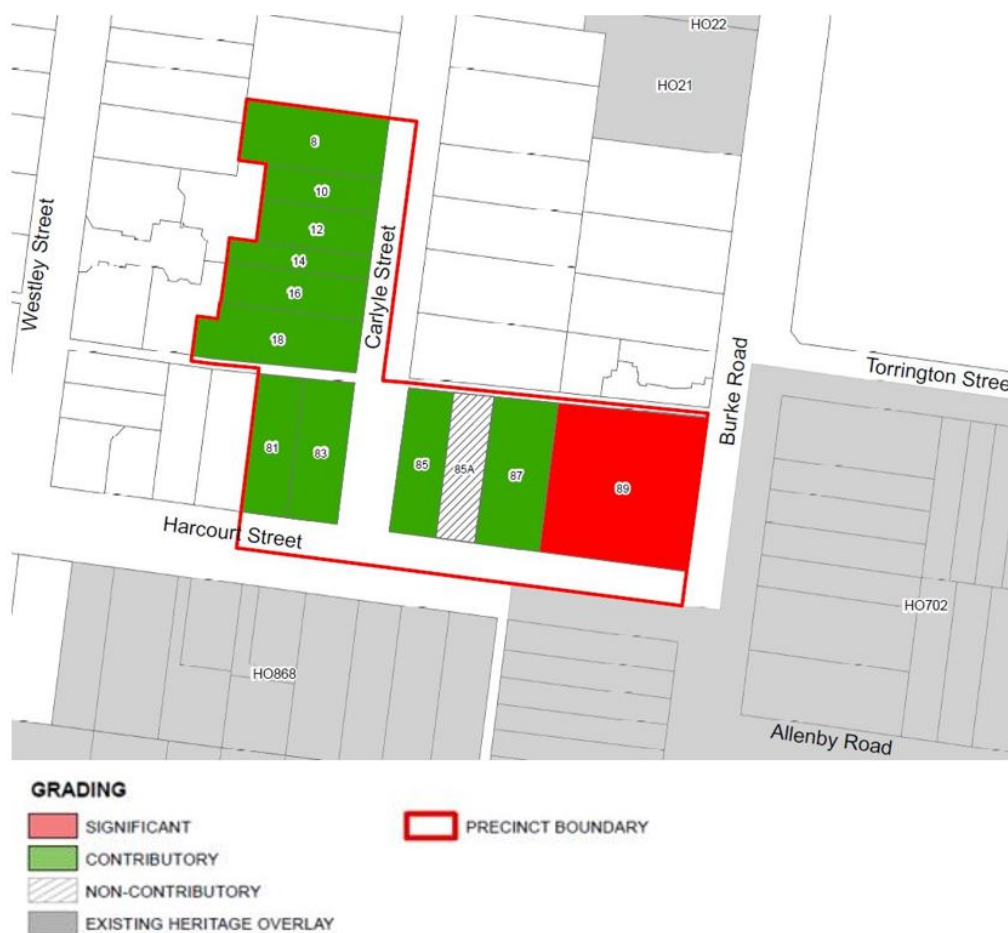 HO22
HO21
8
10
12
14
16
18
Westley Street
Carlyle Street
Burke Road
Torrington Stree
81
83
85
85A
87
89
Harcourt Street
HO702
HO868
Allenby Road
GRADING
SIGNIFICANT
PRECINCT BOUNDARY
CONTRIBUTORY
NON-CONTRIBUTORY
EXISTING HERITAGE OVERLAY